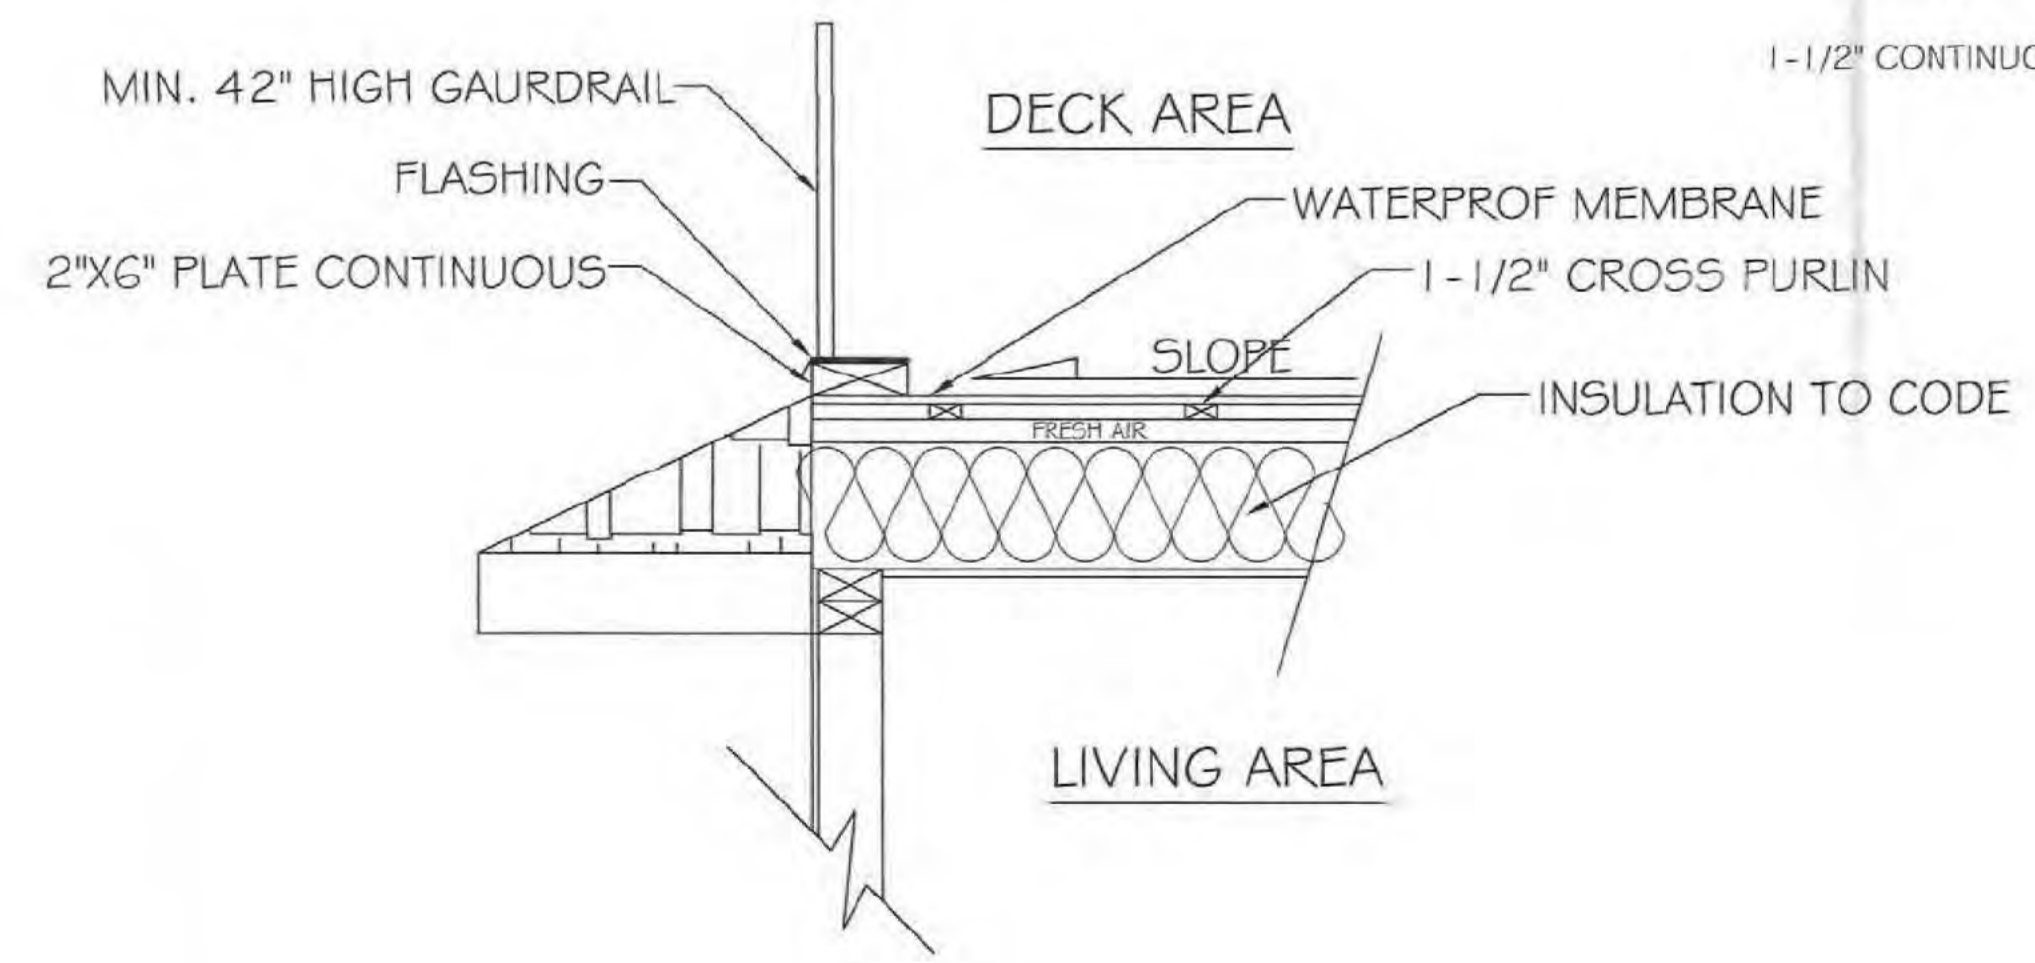 1-1/2" CONTINUO
MIN. 42" HIGH GAURDRAIL
DECK AREA
FLASHING
WATERPROF MEMBRANE
2"X6" PLATE CONTINUOUS
1-1/2" CROSS PURLIN
SLOPE
INSULATION TO CODE
FRESH AIR
LIVING AREA